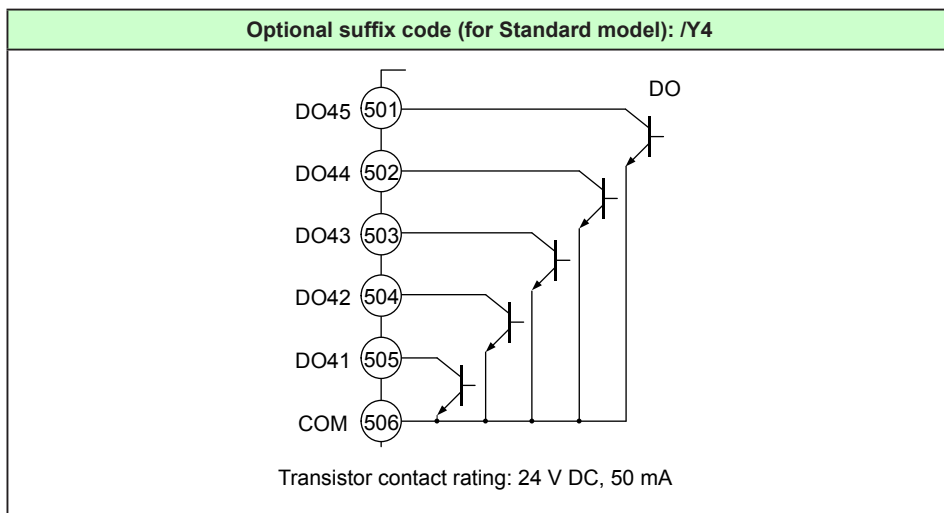 Optional suffix code (for Standard model): /Y4
DO
DO45 501
DO44 502
DO43 503
DO42 504
DO41 505
COM 506
Transistor contact rating: 24 V DC, 50 mA